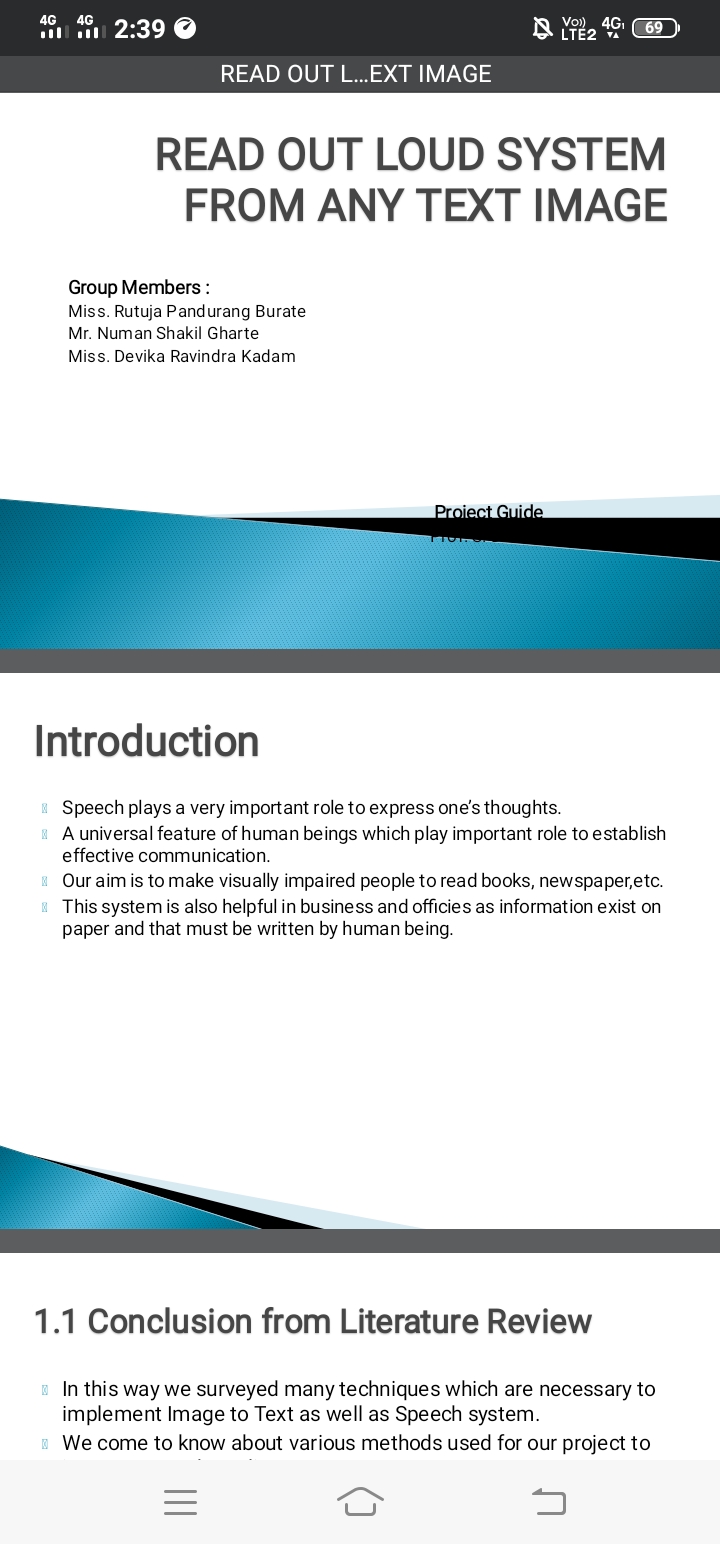 4G 4G 2:39 Vo)) LTE2 4G 69
READ OUT L...EXT IMAGE
READ OUT LOUD SYSTEM
FROM ANY TEXT IMAGE
Group Members :
Miss. Rutuja Pandurang Burate
Mr. Numan Shakil Gharte
Miss. Devika Ravindra Kadam
Project Guide
Prof.
Introduction
Speech plays a very important role to express one's thoughts.
A universal feature of human beings which play important role to establish
effective communication.
Our aim is to make visually impaired people to read books, newspaper,etc.
This system is also helpful in business and officies as information exist on
paper and that must be written by human being.
1.1 Conclusion from Literature Review
In this way we surveyed many techniques which are necessary to
implement Image to Text as well as Speech system.
We come to know about various methods used for our project to